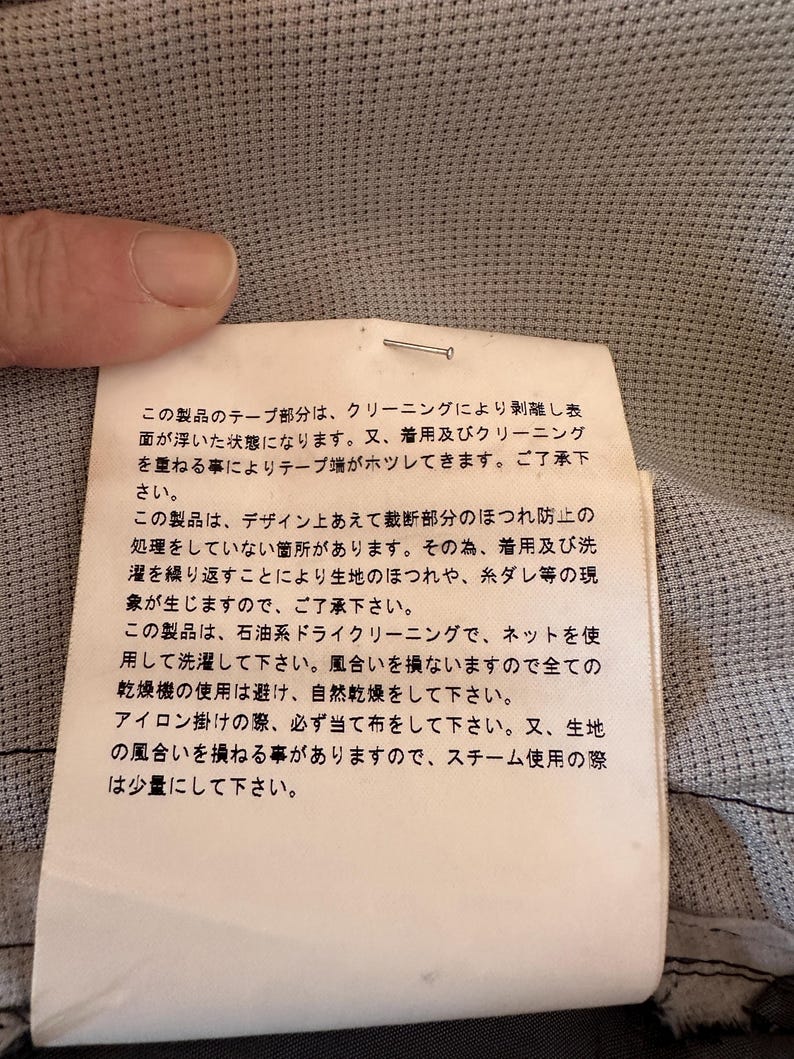 この製品のテープ部分は、クリーニングにより剥離し表
面が浮いた状態になります。又、着用及びクリーニング
を重ねる事によりテープ端がホツレてきます。ご了承下
さい。
この製品は、デザイン上あえて裁断部分のほつれ防止の
処理をしていない箇所があります。その為、着用及び洗
濯を繰り返すことにより生地のほつれや、糸ダレ等の現
象が生じますので、ご了承下さい。
この製品は、石油系ドライクリーニングで、ネットを使
用して洗濯して下さい。風合いを損ないますので全ての
乾燥機の使用は避け、自然乾燥をして下さい。
アイロン掛けの際、必ず当て布をして下さい。又、生地
の風合いを損ねる事がありますので、スチーム使用の際
は少量にして下さい。